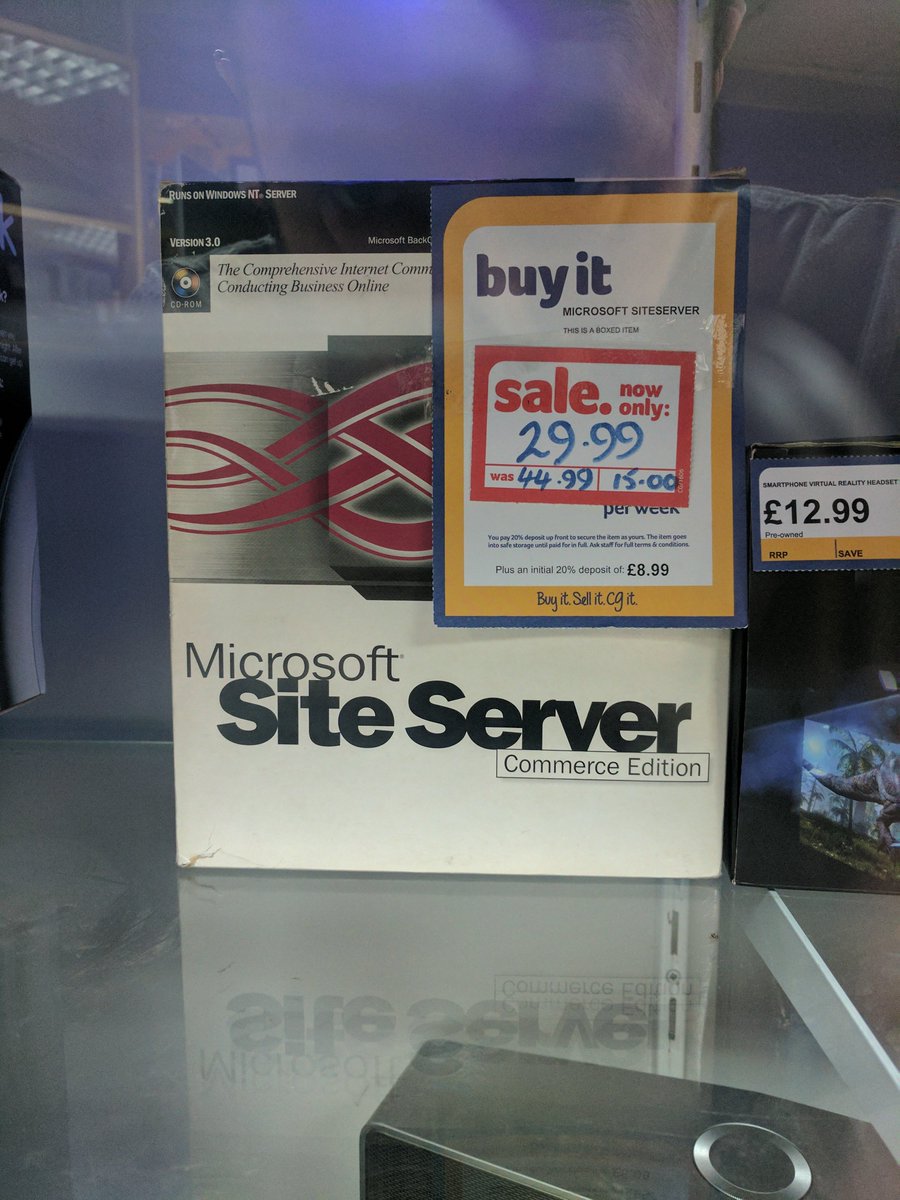 RUNS ON WINDOWS NT® SERVER
VERSION 3.0
Microsoft
CD-ROM
The Comprehensive Internet
Conducting Business Online
buy it
MICROSOFT SITESERVER
THIS IS A BOXED ITEM
sale. now
only:
29.99
was 44.99 15.00
per week
You pay 20% deposit up front to secure the item as yours. The item goes
into safe storage until paid for in full. Ask staff for full terms & conditions.
Plus an initial 20% deposit of: £8.99
Buy it. Sell it. CG it.
Microsoft®
Site Server
Commerce Edition
SMARTPHONE VIRTUAL REALITY HEADSET
£12.99
Pre-owned
RRP SAVE